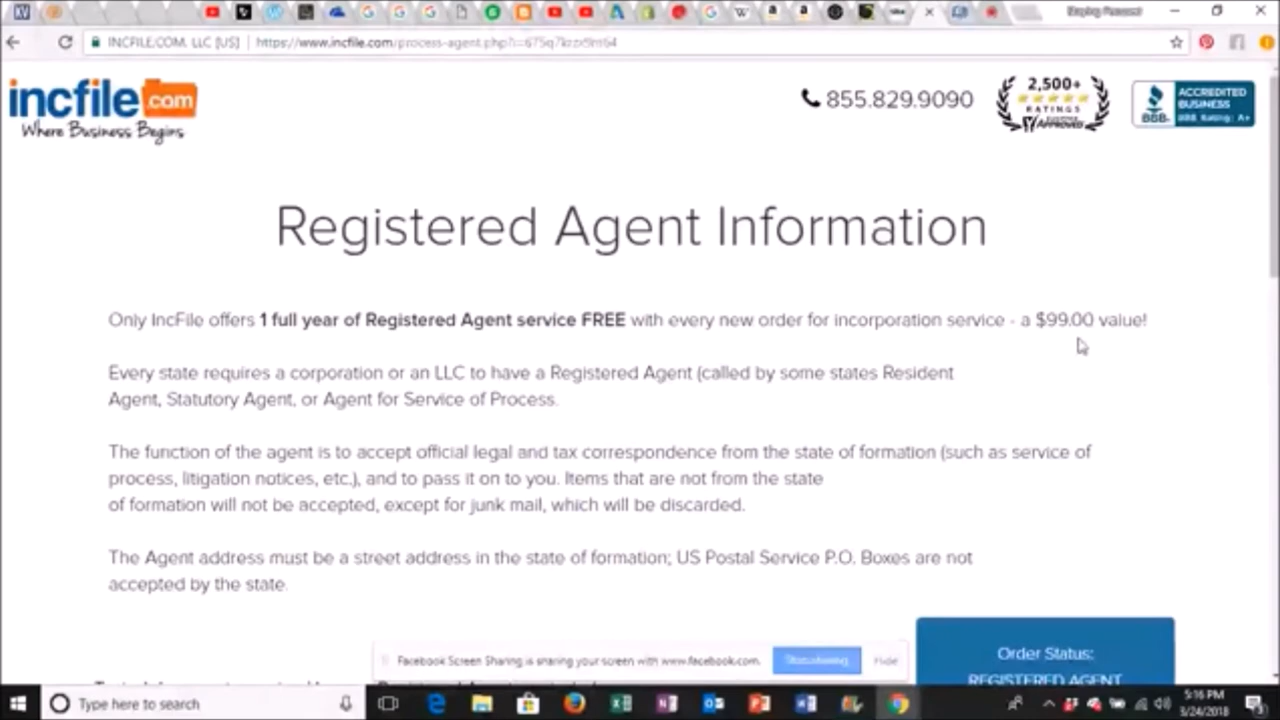 INCFILE.COM, LLC [US]
https://www.incfile.com/process-agent.php?i=
incfile.com
Where Business Begins
855.829.9090
2,500+
RATINGS
APPROVED
ACCREDITED
BUSINESS
BBB.
BBB Rating: A+
Registered Agent Information
Only IncFile offers 1 full year of Registered Agent service FREE with every new order for incorporation service - a $99.00 value!
Every state requires a corporation or an LLC to have a Registered Agent (called by some states Resident
Agent, Statutory Agent, or Agent for Service of Process.
The function of the agent is to accept official legal and tax correspondence from the state of formation (such as service of
process, litigation notices, etc.), and to pass it on to you. Items that are not from the state
of formation will not be accepted, except for junk mail, which will be discarded.
The Agent address must be a street address in the state of formation; US Postal Service P.O. Boxes are not
accepted by the state.
Facebook Screen Sharing is sharing your screen with www.facebook.com.
Stop sharing
Hide
Order Status:
REGISTERED AGENT
Type here to search
5:16 PM
3/24/2018